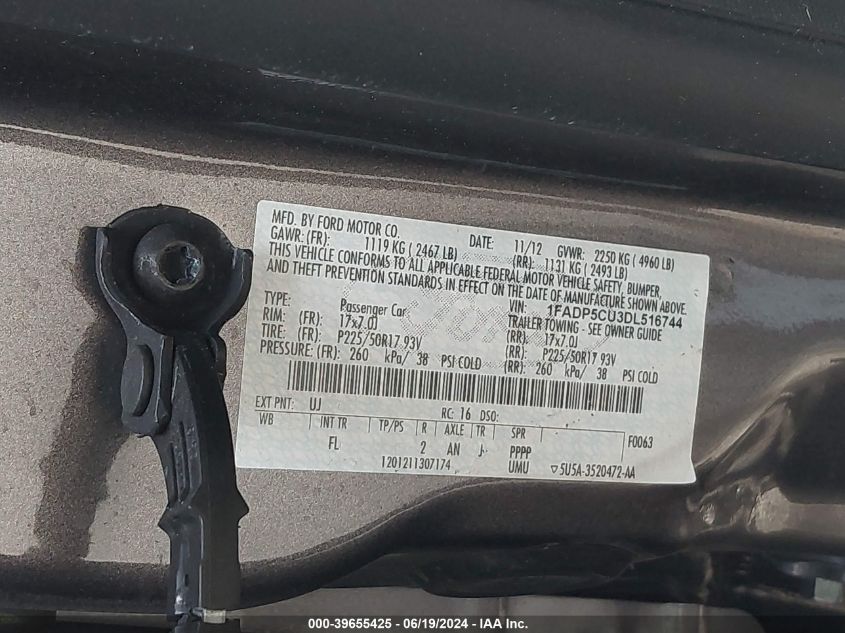 MFD. BY FORD MOTOR CO. DATE: 11/12 GVWR: 2250 KG ( 4960 LB)
GAWR: (FR): 1119 KG ( 2467 LB) (RR): 1131 KG ( 2493 LB)
THIS VEHICLE CONFORMS TO ALL APPLICABLE FEDERAL MOTOR VEHICLE SAFETY, BUMPER,
AND THEFT PREVENTION STANDARDS IN EFFECT ON THE DATE OF MANUFACTURE SHOWN ABOVE.
VIN: 1FADP5CU3DL516744
TYPE: Passenger Car TRAILER TOWING - SEE OWNER GUIDE
RIM: (FR): 17x7.0J (RR): 17x7.0J
TIRE: (FR): P225/50R17 93V (RR): P225/50R17 93V
PRESSURE: (FR): 260 kPa/ 38 PSI COLD (RR): 260 kPa/ 38 PSI COLD
EXT PNT: UJ RC: 16 DSO: F0063
WB INT TR TP/PS R AXLE TR SPR
FL 2 AN J PPPP
1201211307174 UMU ▽5U5A-3520472-AA
000-39655425 - 06/19/2024 - IAA Inc.